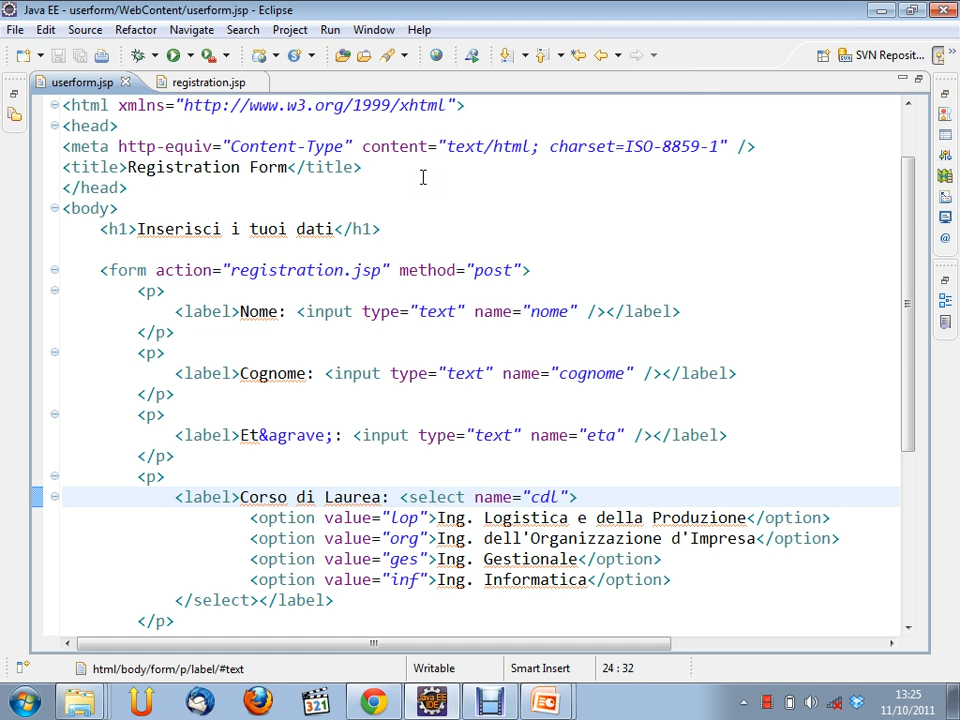 Java EE - userform/WebContent/userform.jsp - Eclipse
File Edit Source Refactor Navigate Search Project Run Window Help
SVN Reposit...
userform.jsp registration.jsp
<html xmlns="http://www.w3.org/1999/xhtml">
<head>
<meta http-equiv="Content-Type" content="text/html; charset=ISO-8859-1" />
<title>Registration Form</title>
</head>
<body>
<h1>Inserisci i tuoi dati</h1>
<form action="registration.jsp" method="post">
<p>
<label>Nome: <input type="text" name="nome" /></label>
</p>
<p>
<label>Cognome: <input type="text" name="cognome" /></label>
</p>
<p>
<label>Et&agrave;: <input type="text" name="eta" /></label>
</p>
<p>
<label>Corso di Laurea: <select name="cdl">
<option value="lop">Ing. Logistica e della Produzione</option>
<option value="org">Ing. dell'Organizzazione d'Impresa</option>
<option value="ges">Ing. Gestionale</option>
<option value="inf">Ing. Informatica</option>
</select></label>
</p>
html/body/form/p/label/#text Writable Smart Insert 24 : 32
321
Java EE IDE
13:25
11/10/2011